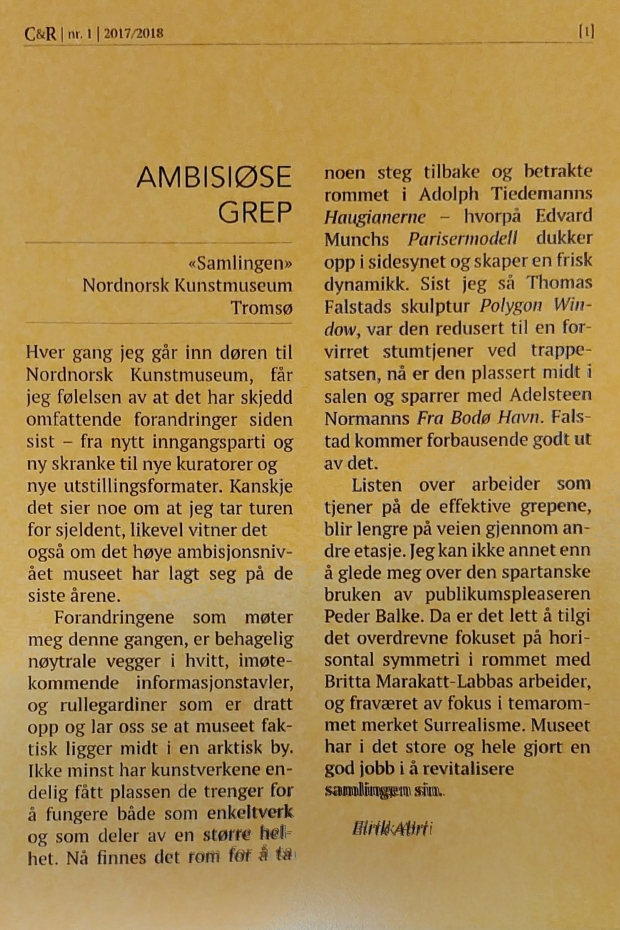 C&R | nr. 1 | 2017/2018
[1]
AMBISIØSE
GREP
«Samlingen»
Nordnorsk Kunstmuseum
Tromsø
Hver gang jeg går inn døren til
Nordnorsk Kunstmuseum, får
jeg følelsen av at det har skjedd
omfattende forandringer siden
sist – fra nytt inngangsparti og
ny skranke til nye kuratorer og
nye utstillingsformater. Kanskje
det sier noe om at jeg tar turen
for sjeldent, likevel vitner det
også om det høye ambisjonsniv-
ået museet har lagt seg på de
siste årene.
Forandringene som møter
meg denne gangen, er behagelig
nøytrale vegger i hvitt, imøte-
kommende informasjonstavler,
og rullegardiner som er dratt
opp og lar oss se at museet fak-
tisk ligger midt i en arktisk by.
Ikke minst har kunstverkene en-
delig fått plassen de trenger for
å fungere både som enkeltverk
og som deler av en større hel-
het. Nå finnes det rom for å ta
noen steg tilbake og betrakte
rommet i Adolph Tiedemanns
Haugianerne – hvorpå Edvard
Munchs Parisermodell dukker
opp i sidesynet og skaper en frisk
dynamikk. Sist jeg så Thomas
Falstads skulptur Polygon Win-
dow, var den redusert til en for-
virret stumtjener ved trappe-
satsen, nå er den plassert midt i
salen og sparrer med Adelsteen
Normanns Fra Bodø Havn. Fals-
tad kommer forbausende godt ut
av det.
Listen over arbeider som
tjener på de effektive grepene,
blir lengre på veien gjennom an-
dre etasje. Jeg kan ikke annet enn
å glede meg over den spartanske
bruken av publikumspleaseren
Peder Balke. Da er det lett å tilgi
det overdrevne fokuset på hori-
sontal symmetri i rommet med
Britta Marakatt-Labbas arbeider,
og fraværet av fokus i temarom-
met merket Surrealisme. Museet
har i det store og hele gjort en
god jobb i å revitalisere
samlingen sin.